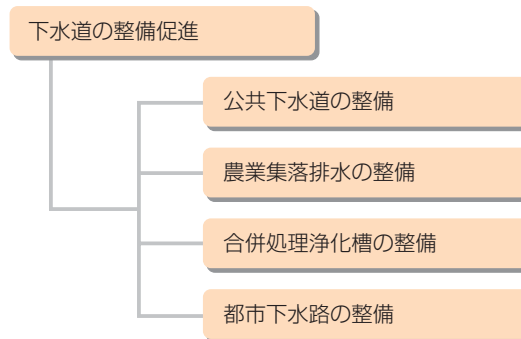 下水道の整備促進
公共下水道の整備
農業集落排水の整備
合併処理浄化槽の整備
都市下水路の整備